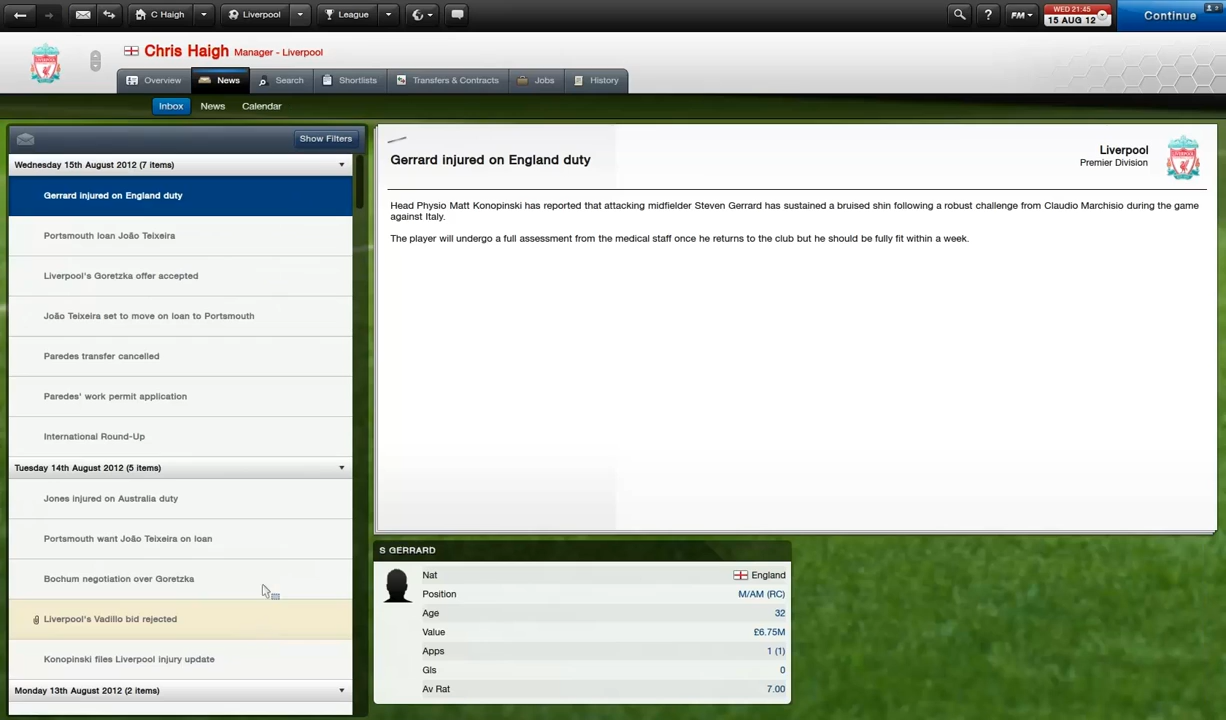 C Haigh
Liverpool
League
?
FM
WED 21:45
15 AUG 12
Continue
Chris Haigh Manager - Liverpool
Overview
News
Search
Shortlists
Transfers & Contracts
Jobs
History
Inbox
News
Calendar
Show Filters
Wednesday 15th August 2012 (7 items)
Gerrard injured on England duty
Portsmouth loan João Teixeira
Liverpool's Goretzka offer accepted
João Teixeira set to move on loan to Portsmouth
Paredes transfer cancelled
Paredes' work permit application
International Round-Up
Tuesday 14th August 2012 (5 items)
Jones injured on Australia duty
Portsmouth want João Teixeira on loan
Bochum negotiation over Goretzka
Liverpool's Vadillo bid rejected
Konopinski files Liverpool injury update
Monday 13th August 2012 (2 items)
Gerrard injured on England duty
Liverpool
Premier Division
Head Physio Matt Konopinski has reported that attacking midfielder Steven Gerrard has sustained a bruised shin following a robust challenge from Claudio Marchisio during the game
against Italy.
The player will undergo a full assessment from the medical staff once he returns to the club but he should be fully fit within a week.
S GERRARD
Nat England
Position M/AM (RC)
Age 32
Value £6.75M
Apps 1 (1)
Gls 0
Av Rat 7.00